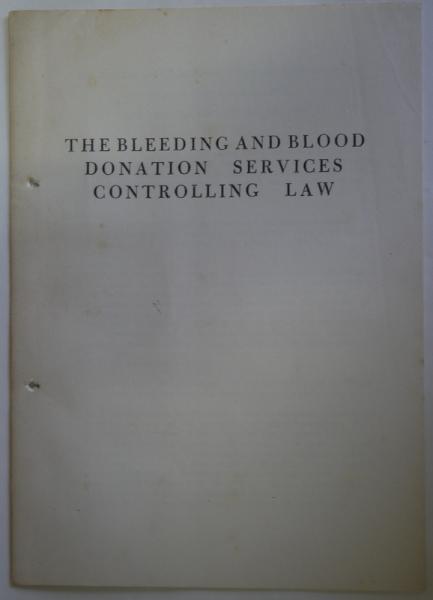 THE BLEEDING AND BLOOD
DONATION SERVICES
CONTROLLING LAW